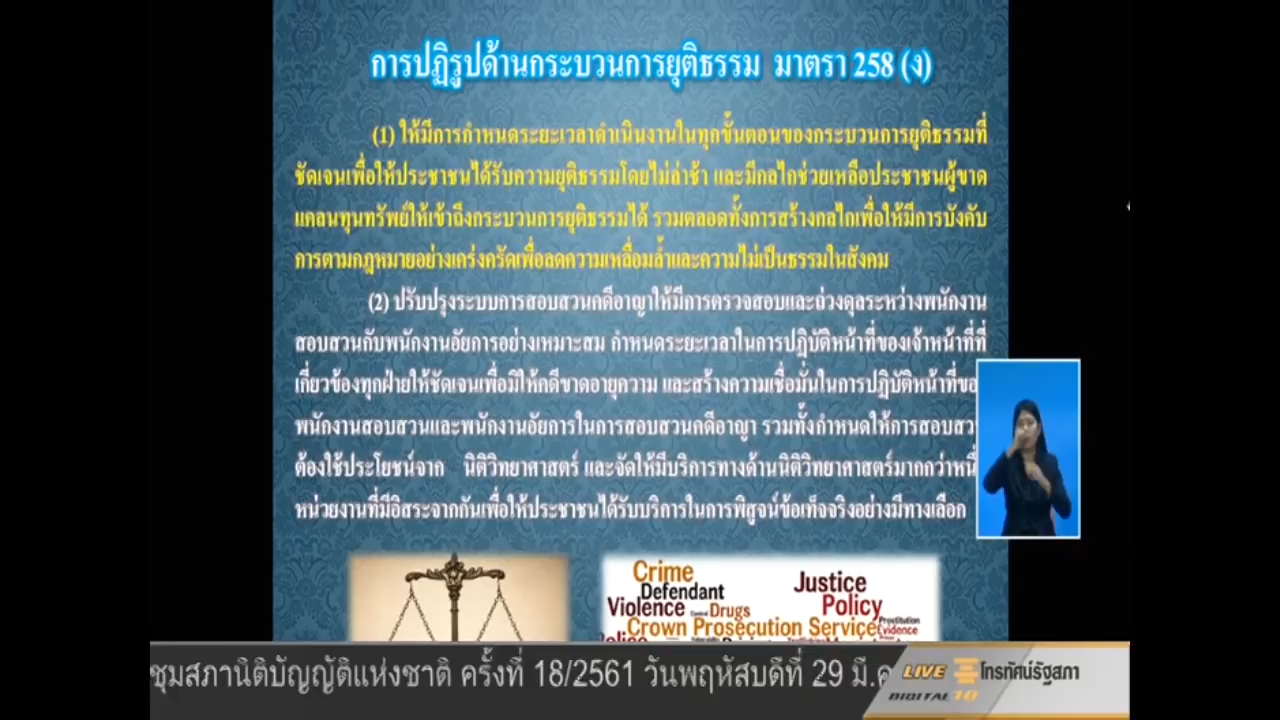 การปฏิรูปด้านกระบวนการยุติธรรม มาตรา 258 (ง)
(1) ให้มีการกำหนดระยะเวลาดำเนินงานในทุกขั้นตอนของกระบวนการยุติธรรมที่
ชัดเจนเพื่อให้ประชาชนได้รับความยุติธรรมโดยไม่ล่าช้า และมีกลไกช่วยเหลือประชาชนผู้ขาด
แคลนทุนทรัพย์ให้เข้าถึงกระบวนการยุติธรรมได้ รวมตลอดทั้งการสร้างกลไกเพื่อให้มีการบังคับ
การตามกฎหมายอย่างเคร่งครัดเพื่อลดความเหลื่อมล้ำและความไม่เป็นธรรมในสังคม
(2) ปรับปรุงระบบการสอบสวนคดีอาญาให้มีการตรวจสอบและถ่วงดุลระหว่างพนักงาน
สอบสวนกับพนักงานอัยการอย่างเหมาะสม กำหนดระยะเวลาในการปฏิบัติหน้าที่ของเจ้าหน้าที่ที่
เกี่ยวข้องทุกฝ่ายให้ชัดเจนเพื่อมิให้คดีขาดอายุความ และสร้างความเชื่อมั่นในการปฏิบัติหน้าที่ขอ
พนักงานสอบสวนและพนักงานอัยการในการสอบสวนคดีอาญา รวมทั้งกำหนดให้การสอบสว
ต้องใช้ประโยชน์จาก นิติวิทยาศาสตร์ และจัดให้มีบริการทางด้านนิติวิทยาศาสตร์มากกว่าหนึ่
หน่วยงานที่มีอิสระจากกันเพื่อให้ประชาชนได้รับบริการในการพิสูจน์ข้อเท็จจริงอย่างมีทางเลือก
Crime
Defendant
Justice
Violence
Drugs
Policy
Crown Prosecution Service
Prostitution
Evidence
ชุมสภานิติบัญญัติแห่งชาติ ครั้งที่ 18/2561 วันพฤหัสบดีที่ 29 มี.ค
LIVE
DIGITAL 10
โทรทัศน์รัฐสภา